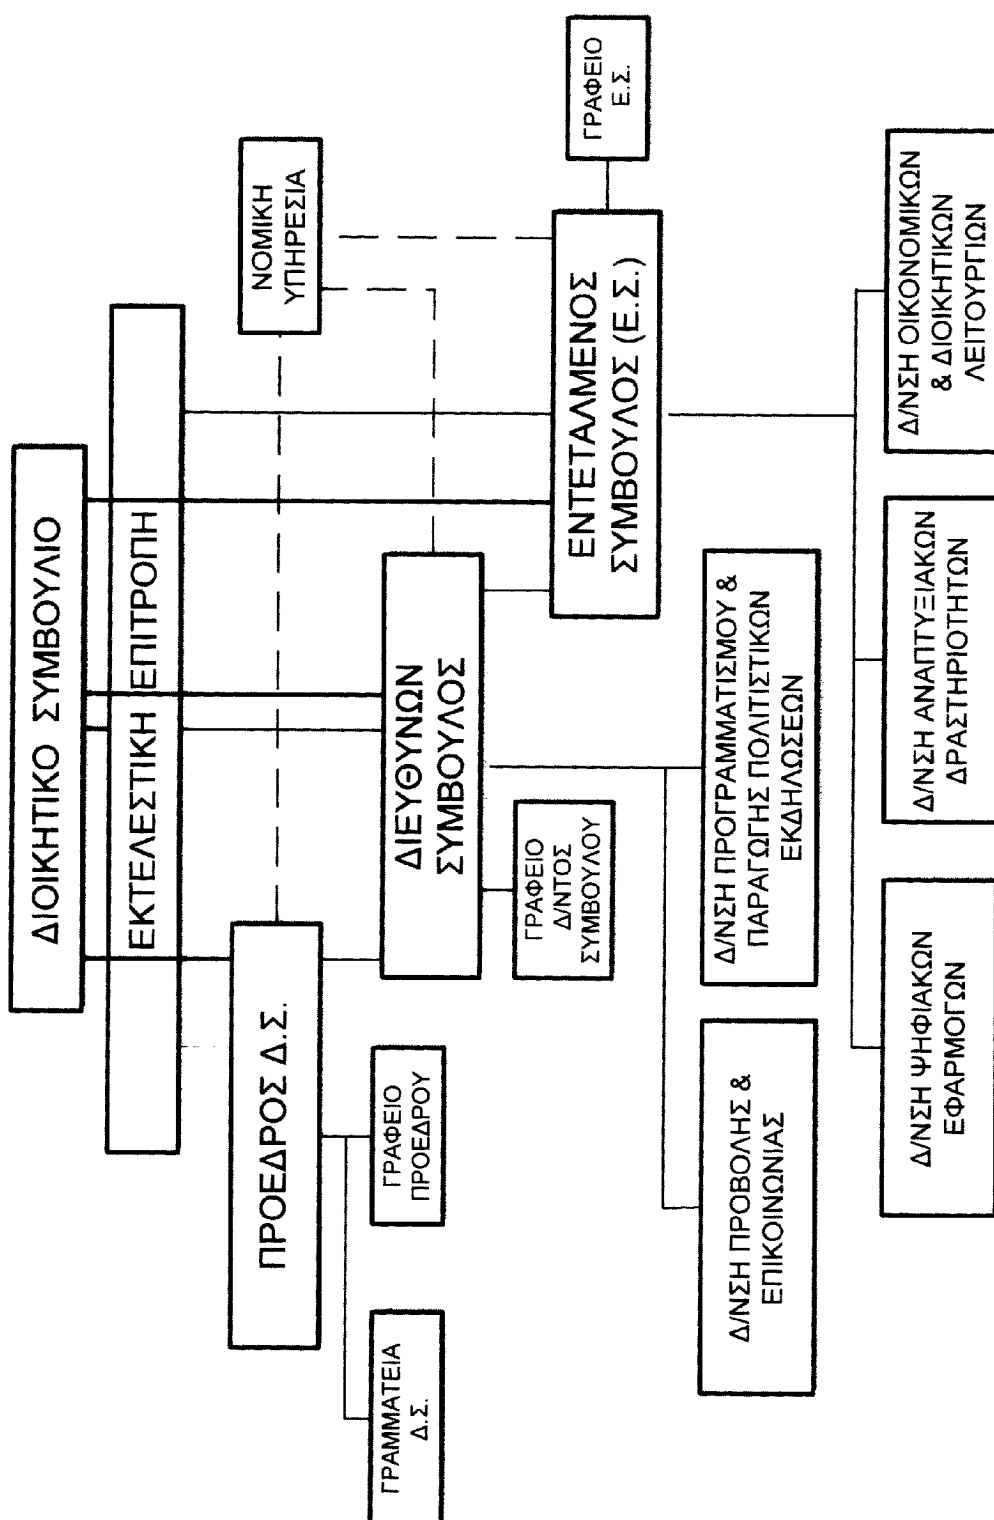 ΔΙΟΙΚΗΤΙΚΟ ΣΥΜΒΟΥΛΙΟ
ΕΚΤΕΛΕΣΤΙΚΗ ΕΠΙΤΡΟΠΗ
ΝΟΜΙΚΗ
ΥΠΗΡΕΣΙΑ
ΠΡΟΕΔΡΟΣ Δ.Σ.
ΓΡΑΜΜΑΤΕΙΑ
Δ.Σ.
ΓΡΑΦΕΙΟ
ΠΡΟΕΔΡΟΥ
ΔΙΕΥΘΥΝΩΝ
ΣΥΜΒΟΥΛΟΣ
ΓΡΑΦΕΙΟ
Δ/ΝΤΟΣ
ΣΥΜΒΟΥΛΟΥ
ΕΝΤΕΤΑΛΜΕΝΟΣ
ΣΥΜΒΟΥΛΟΣ (Ε.Σ.)
ΓΡΑΦΕΙΟ
Ε.Σ.
Δ/ΝΣΗ ΠΡΟΒΟΛΗΣ &
ΕΠΙΚΟΙΝΩΝΙΑΣ
Δ/ΝΣΗ ΠΡΟΓΡΑΜΜΑΤΙΣΜΟΥ &
ΠΑΡΑΓΩΓΗΣ ΠΟΛΙΤΙΣΤΙΚΩΝ
ΕΚΔΗΛΩΣΕΩΝ
Δ/ΝΣΗ ΨΗΦΙΑΚΩΝ
ΕΦΑΡΜΟΓΩΝ
Δ/ΝΣΗ ΑΝΑΠΤΥΞΙΑΚΩΝ
ΔΡΑΣΤΗΡΙΟΤΗΤΩΝ
Δ/ΝΣΗ ΟΙΚΟΝΟΜΙΚΩΝ
& ΔΙΟΙΚΗΤΙΚΩΝ
ΛΕΙΤΟΥΡΓΙΩΝ